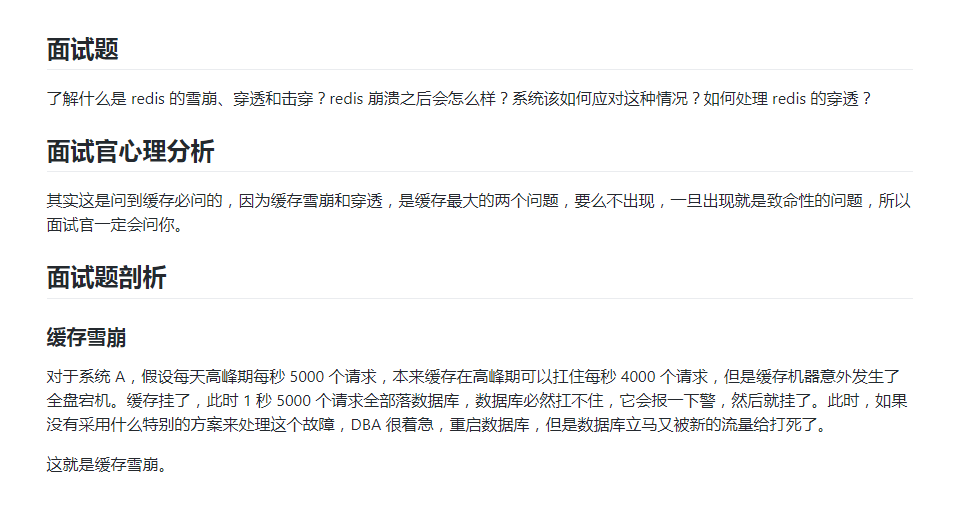 面试题
了解什么是 redis 的雪崩、穿透和击穿？redis 崩溃之后会怎么样？系统该如何应对这种情况？如何处理 redis 的穿透？
面试官心理分析
其实这是问到缓存必问的，因为缓存雪崩和穿透，是缓存最大的两个问题，要么不出现，一旦出现就是致命性的问题，所以
面试官一定会问你。
面试题剖析
缓存雪崩
对于系统 A，假设每天高峰期每秒 5000 个请求，本来缓存在高峰期可以扛住每秒 4000 个请求，但是缓存机器意外发生了
全盘宕机。缓存挂了，此时 1 秒 5000 个请求全部落数据库，数据库必然扛不住，它会报一下警，然后就挂了。此时，如果
没有采用什么特别的方案来处理这个故障，DBA 很着急，重启数据库，但是数据库立马又被新的流量给打死了。
这就是缓存雪崩。